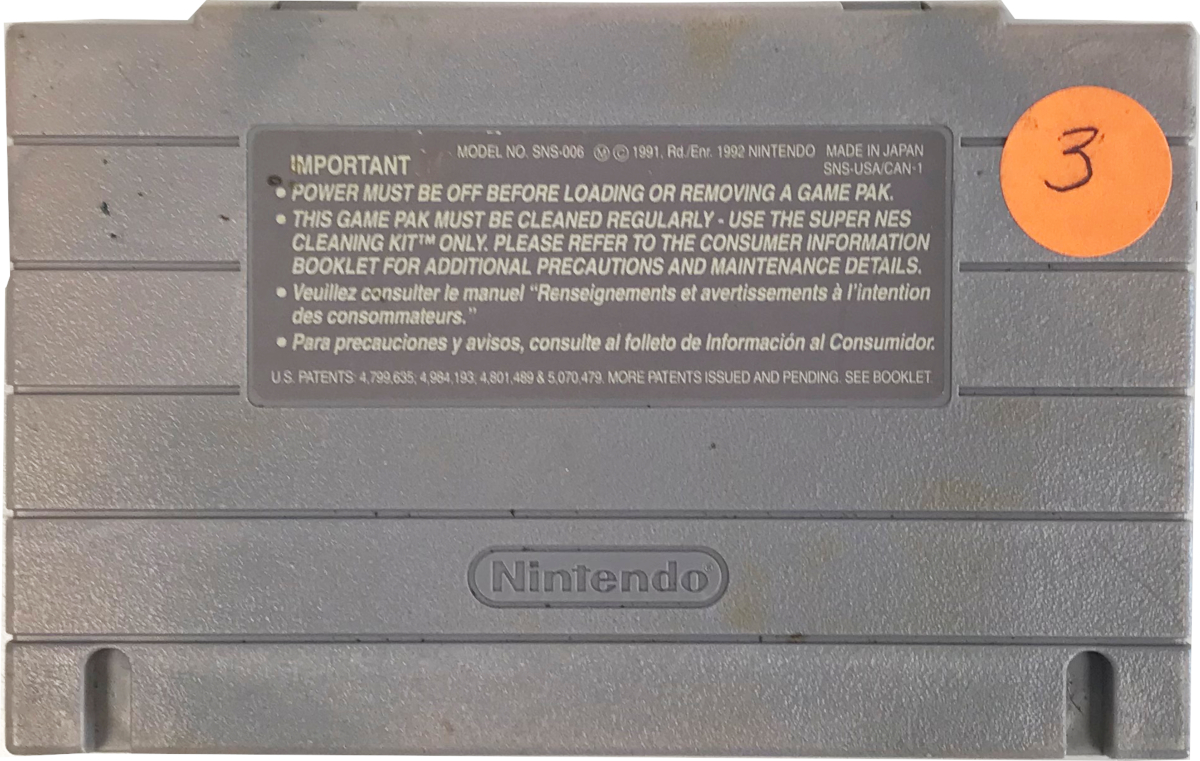 MODEL NO. SNS-006 Ⓜ © 1991, Rd./Enr. 1992 NINTENDO MADE IN JAPAN
IMPORTANT SNS-USA/CAN-1
• POWER MUST BE OFF BEFORE LOADING OR REMOVING A GAME PAK.
• THIS GAME PAK MUST BE CLEANED REGULARLY - USE THE SUPER NES
CLEANING KIT™ ONLY. PLEASE REFER TO THE CONSUMER INFORMATION
BOOKLET FOR ADDITIONAL PRECAUTIONS AND MAINTENANCE DETAILS.
• Veuillez consulter le manuel “Renseignements et avertissements à l’intention
des consommateurs.”
• Para precauciones y avisos, consulte al folleto de Información al Consumidor.
U.S. PATENTS: 4,799,635; 4,984,193; 4,801,489 & 5,070,479. MORE PATENTS ISSUED AND PENDING. SEE BOOKLET.
3
Nintendo®